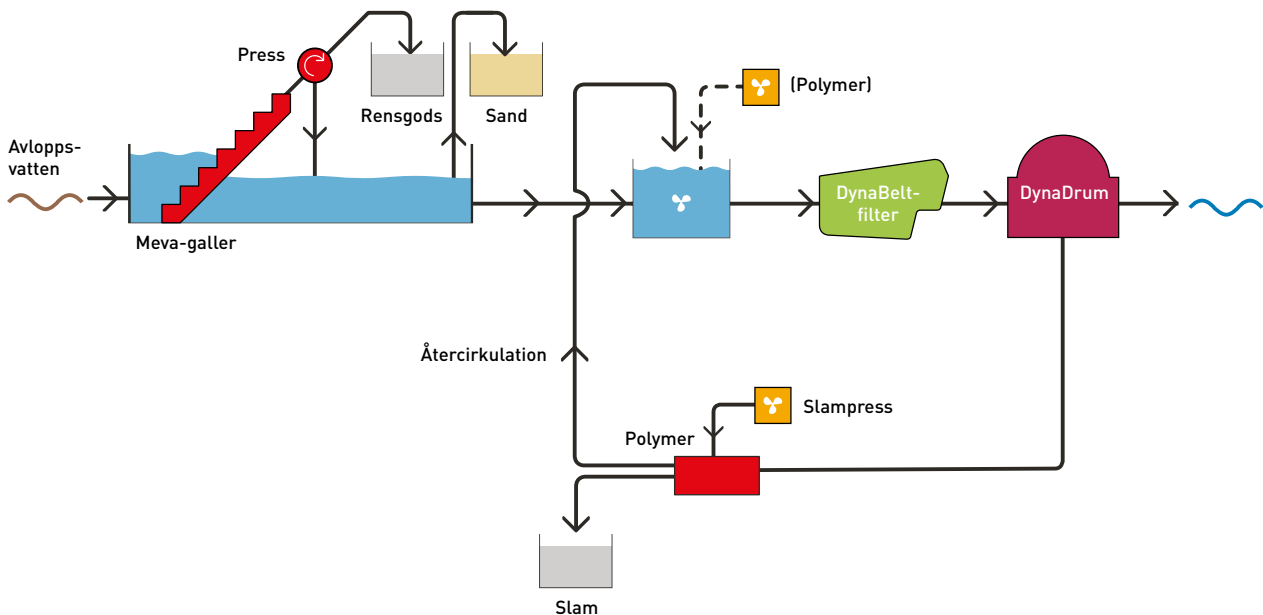 Press
Rensgods
Sand
(Polymer)
Avlopps-
vatten
Meva-galler
DynaBelt-
filter
DynaDrum
Återcirkulation
Slampress
Polymer
Slam